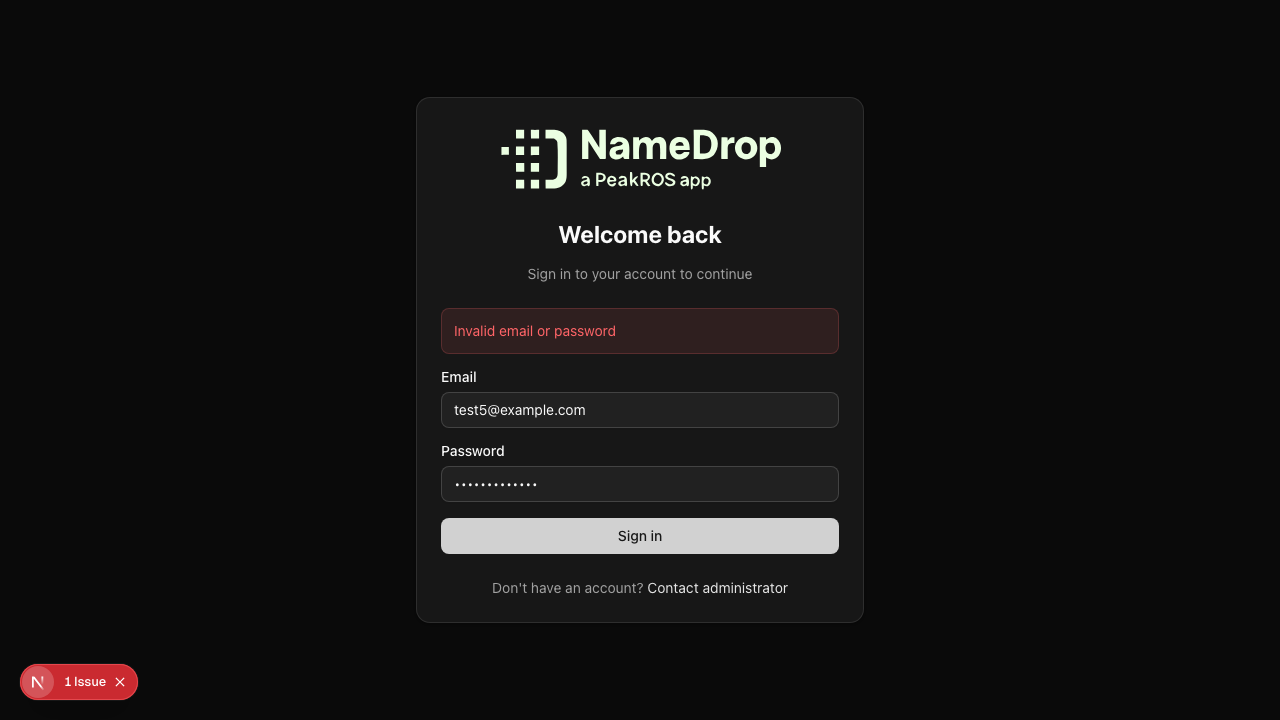 NameDrop
a PeakROS app
Welcome back
Sign in to your account to continue
Invalid email or password
Email
test5@example.com
Password
•••••••••••••
Sign in
Don't have an account? Contact administrator
N 1 Issue